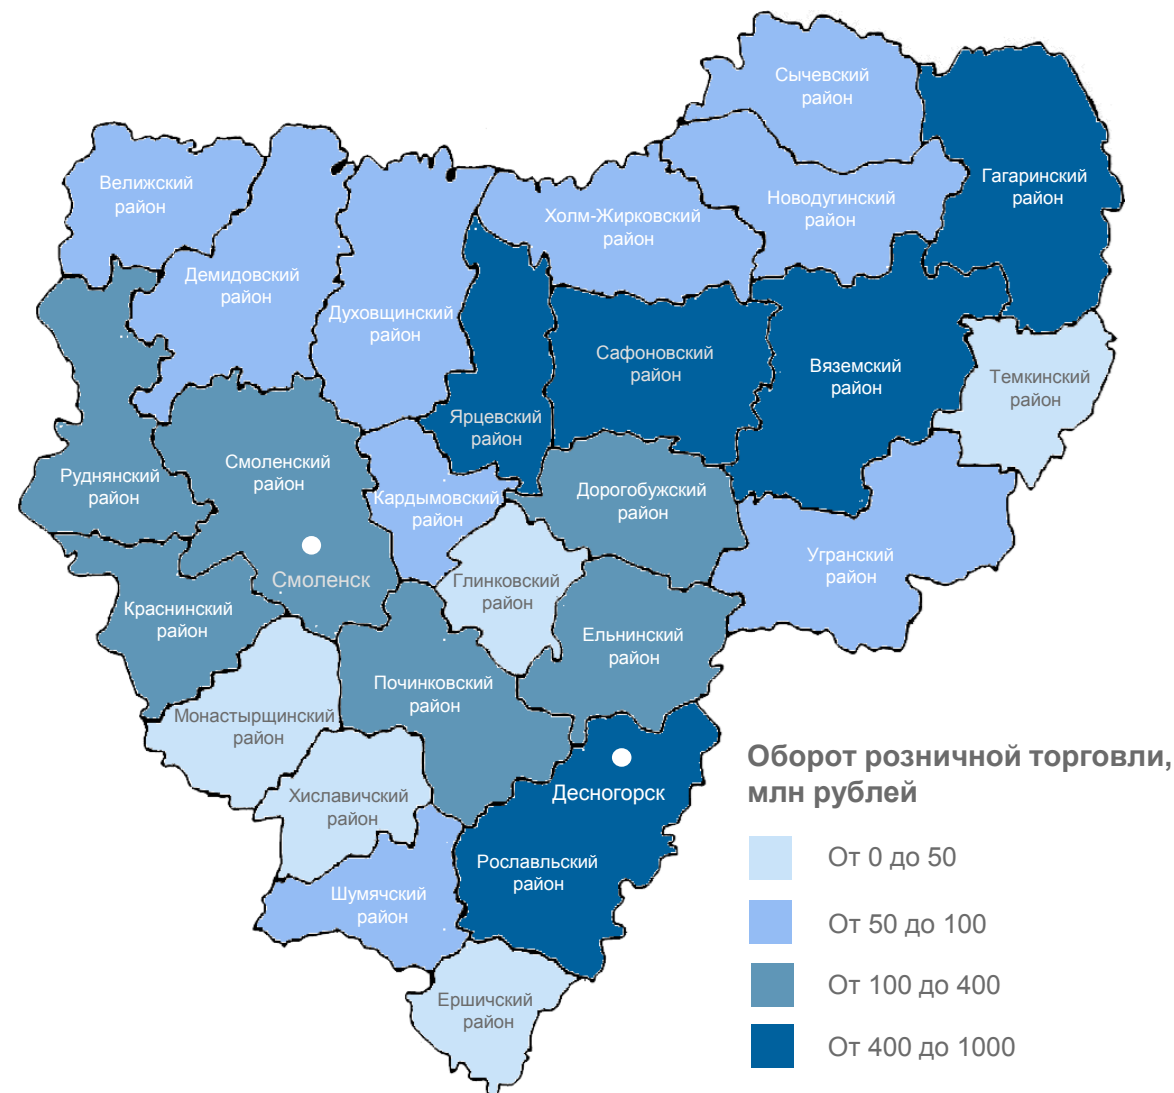 Сычевский
район
Гагаринский
район
Велижский
район
Новодугинский
район
Холм-Жирковский
район
Демидовский
район
Духовщинский
район
Сафоновский
район
Вяземский
район
Темкинский
район
Ярцевский
район
Руднянский
район
Смоленский
район
Кардымовский
район
Дорогобужский
район
Угранский
район
Смоленск
Глинковский
район
Краснинский
район
Ельнинский
район
Починковский
район
Монастырщинский
район
Хиславичский
район
Десногорск
Рославльский
район
Шумячский
район
Ершичский
район
Оборот розничной торговли,
млн рублей
От 0 до 50
От 50 до 100
От 100 до 400
От 400 до 1000